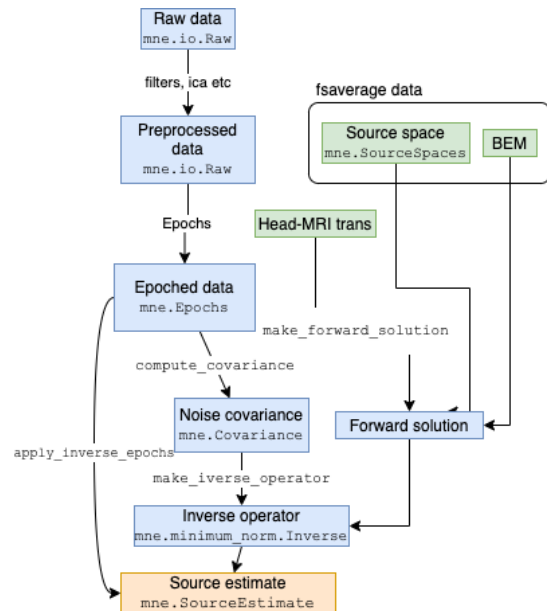 Raw data
mne.io.Raw
filters, ica etc
fsaverage data
Preprocessed
data
mne.io.Raw
Source space
mne.SourceSpaces
BEM
Epochs
Head-MRI trans
Epoched data
mne.Epochs
make_forward_solution
compute_covariance
Noise covariance
mne.Covariance
Forward solution
apply_inverse_epochs
make_iverse_operator
Inverse operator
mne.minimum_norm.Inverse
Source estimate
mne.SourceEstimate